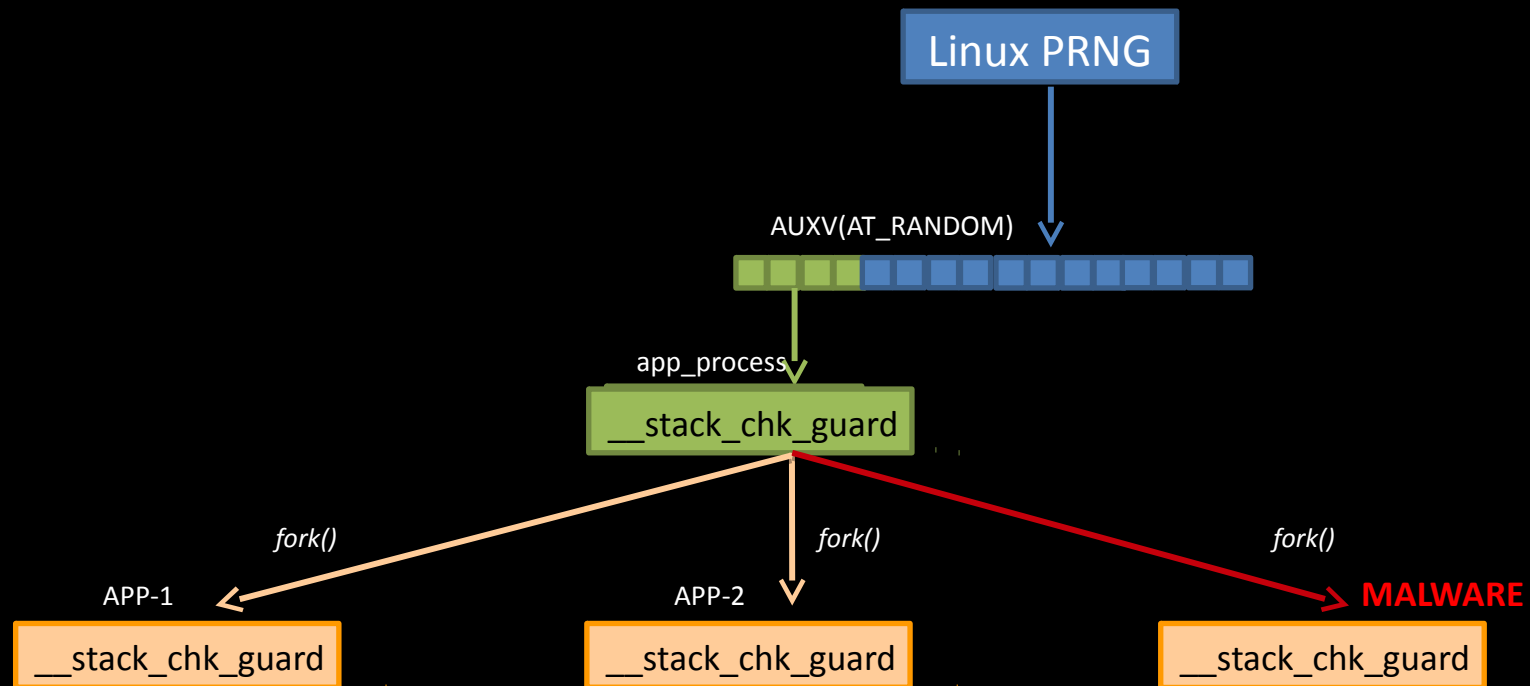 Linux PRNG
AUXV(AT_RANDOM)
app_process
__stack_chk_guard
fork()
fork()
fork()
APP-1
APP-2
MALWARE
__stack_chk_guard
__stack_chk_guard
__stack_chk_guard